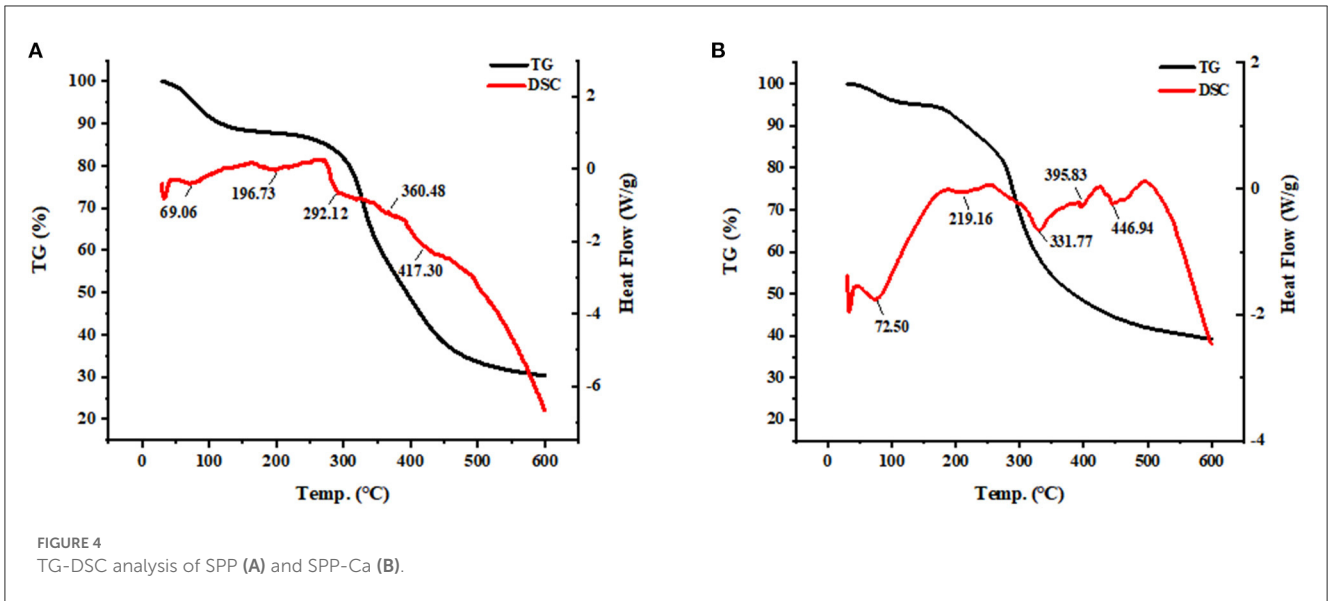 A
TG
DSC
100
90
80
70
60
50
40
30
20
TG (%)
2
0
-2
-4
-6
Heat Flow (W/g)
69.06
196.73
292.12
360.48
417.30
0 100 200 300 400 500 600
Temp. (°C)
B
TG
DSC
100
90
80
70
60
50
40
30
20
TG (%)
2
0
-2
-4
Heat Flow (W/g)
72.50
219.16
331.77
395.83
446.94
0 100 200 300 400 500 600
Temp. (°C)
FIGURE 4
TG-DSC analysis of SPP (A) and SPP-Ca (B).